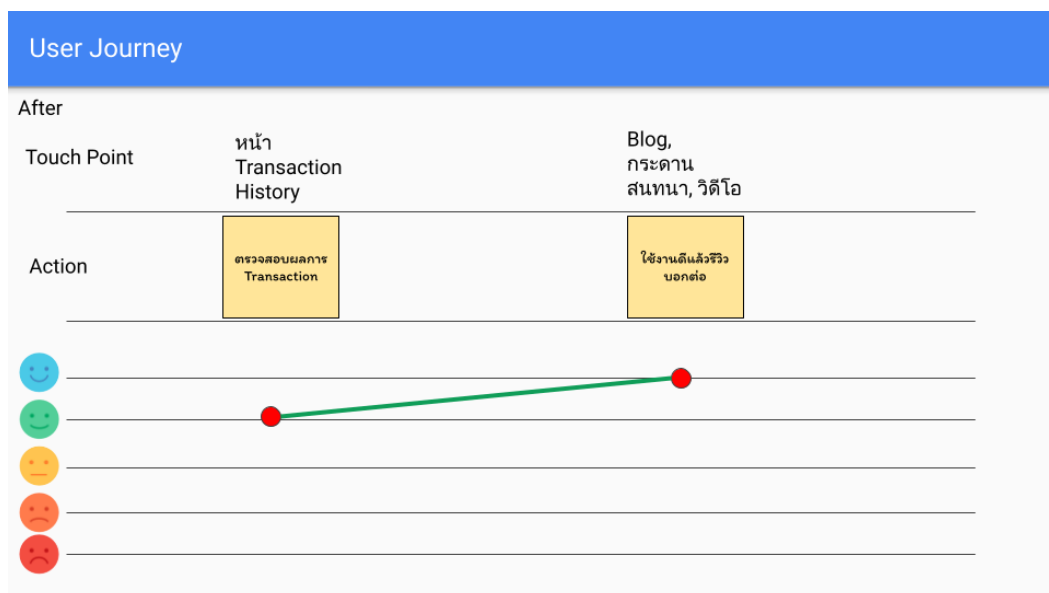 User Journey
After
Touch Point
หน้า
Transaction
History
Blog,
กระดาน
สนทนา, วิดีโอ
Action
ตรวจสอบผลการ
Transaction
ใช้งานดีแล้วรีวิว
บอกต่อ